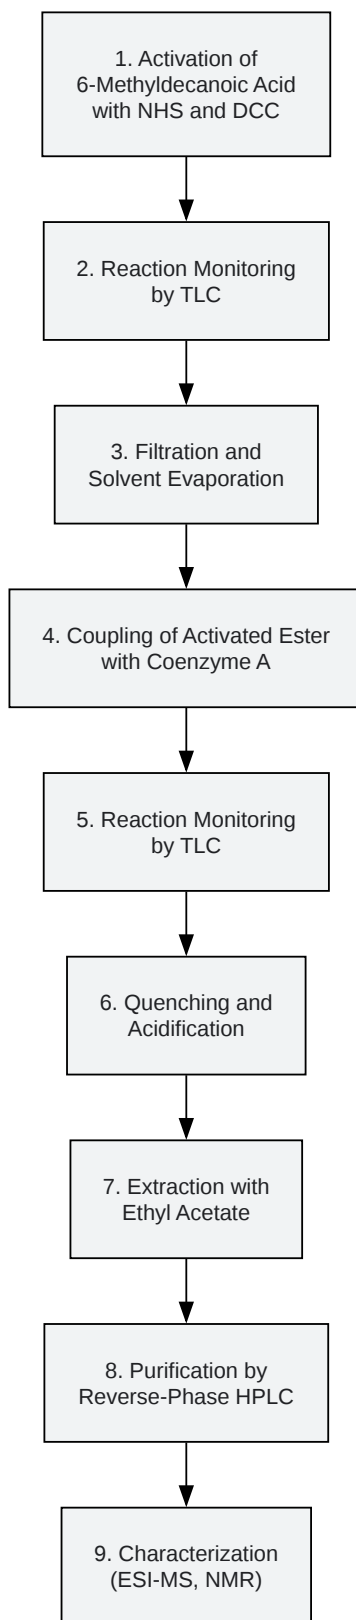 1. Activation of
6-Methyldecanoic Acid
with NHS and DCC
2. Reaction Monitoring
by TLC
3. Filtration and
Solvent Evaporation
4. Coupling of Activated Ester
with Coenzyme A
5. Reaction Monitoring
by TLC
6. Quenching and
Acidification
7. Extraction with
Ethyl Acetate
8. Purification by
Reverse-Phase HPLC
9. Characterization
(ESI-MS, NMR)